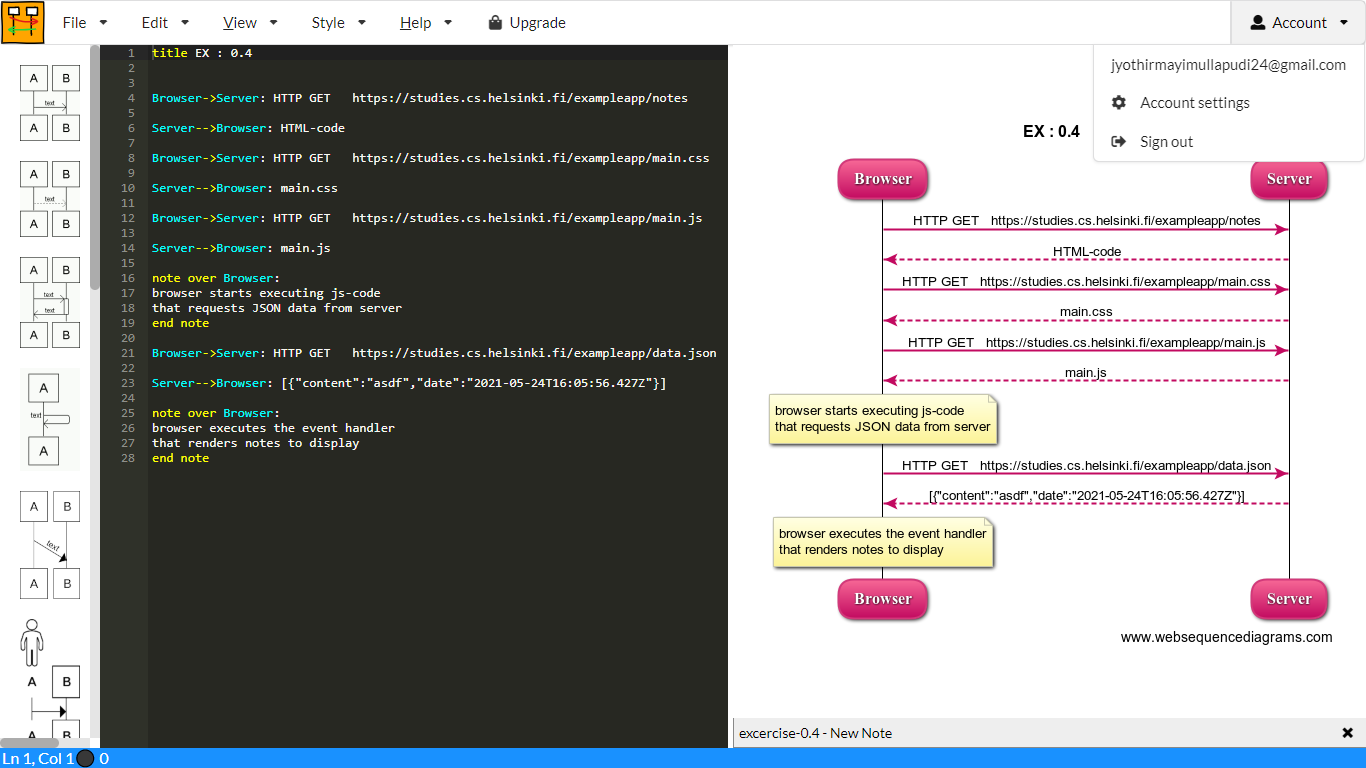 File Edit View Style Help Upgrade Account
jyothirmayimullapudi24@gmail.com
Account settings
Sign out
A B
text
A B
A B
text
A B
A B
text
text
A B
A
text
A
A B
text
A B
A B
A B
1 title EX : 0.4
2
3
4 Browser->Server: HTTP GET   https://studies.cs.helsinki.fi/exampleapp/notes
5
6 Server-->Browser: HTML-code
7
8 Browser->Server: HTTP GET   https://studies.cs.helsinki.fi/exampleapp/main.css
9
10 Server-->Browser: main.css
11
12 Browser->Server: HTTP GET   https://studies.cs.helsinki.fi/exampleapp/main.js
13
14 Server-->Browser: main.js
15
16 note over Browser:
17 browser starts executing js-code
18 that requests JSON data from server
19 end note
20
21 Browser->Server: HTTP GET   https://studies.cs.helsinki.fi/exampleapp/data.json
22
23 Server-->Browser: [{"content":"asdf","date":"2021-05-24T16:05:56.427Z"}]
24
25 note over Browser:
26 browser executes the event handler
27 that renders notes to display
28 end note
EX : 0.4
Browser Server
HTTP GET   https://studies.cs.helsinki.fi/exampleapp/notes
HTML-code
HTTP GET   https://studies.cs.helsinki.fi/exampleapp/main.css
main.css
HTTP GET   https://studies.cs.helsinki.fi/exampleapp/main.js
main.js
browser starts executing js-code
that requests JSON data from server
HTTP GET   https://studies.cs.helsinki.fi/exampleapp/data.json
[{"content":"asdf","date":"2021-05-24T16:05:56.427Z"}]
browser executes the event handler
that renders notes to display
Browser Server
www.websequencediagrams.com
excercise-0.4 - New Note
Ln 1, Col 1 0